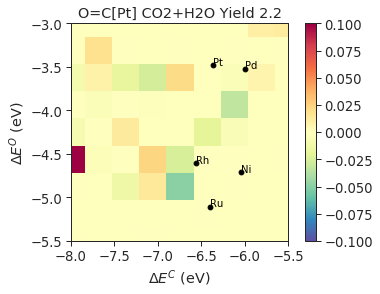 O=C[Pt] CO2+H2O Yield 2.2
−3.0
−3.5
−4.0
−4.5
−5.0
−5.5
ΔE^O (eV)
Pt
Pd
Rh
Ni
Ru
−8.0 −7.5 −7.0 −6.5 −6.0 −5.5
ΔE^C (eV)
0.100
0.075
0.050
0.025
0.000
−0.025
−0.050
−0.075
−0.100